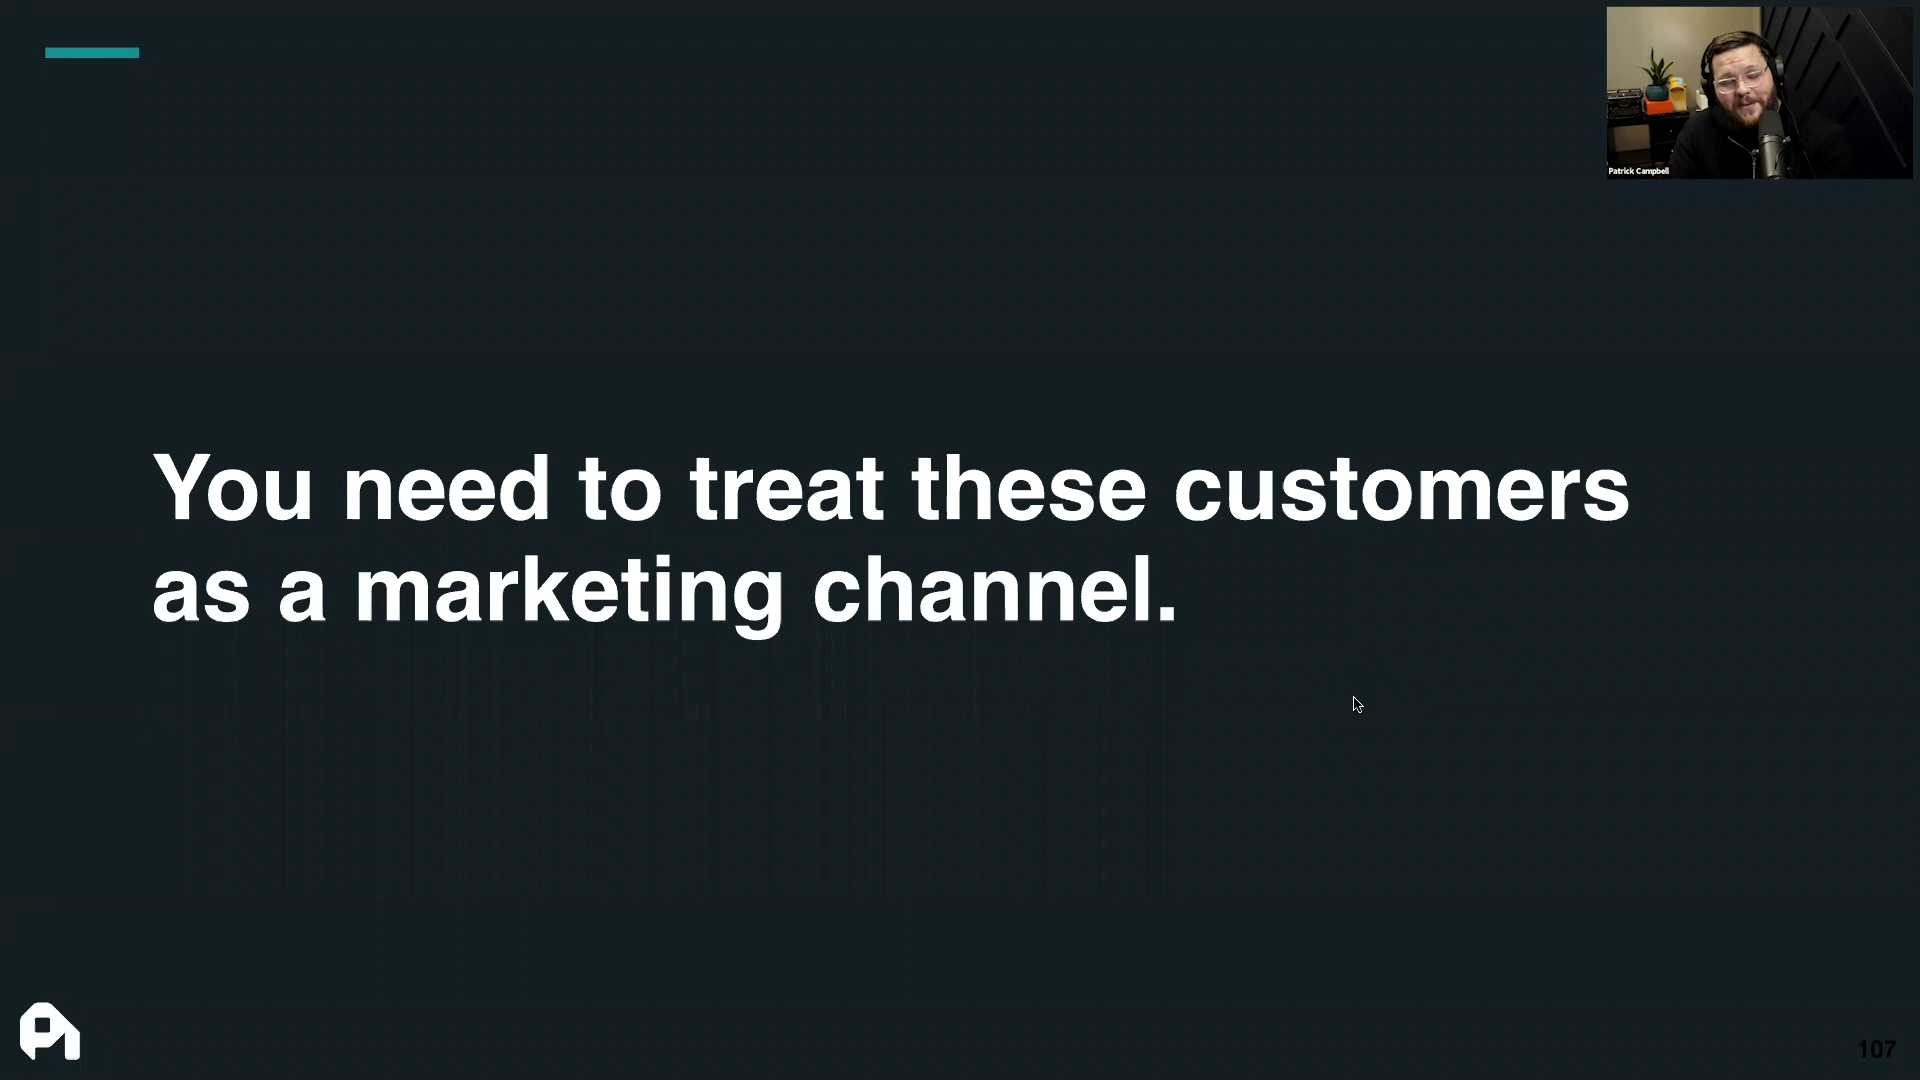 Patrick Campbell
You need to treat these customers
as a marketing channel.
107